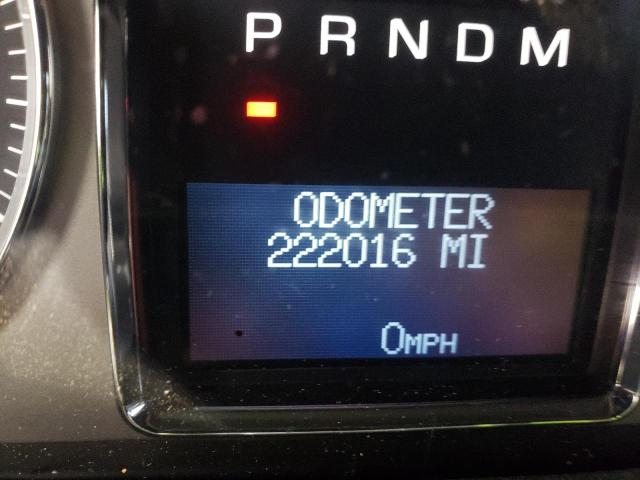 P R N D M
ODOMETER
222016 MI
0MPH